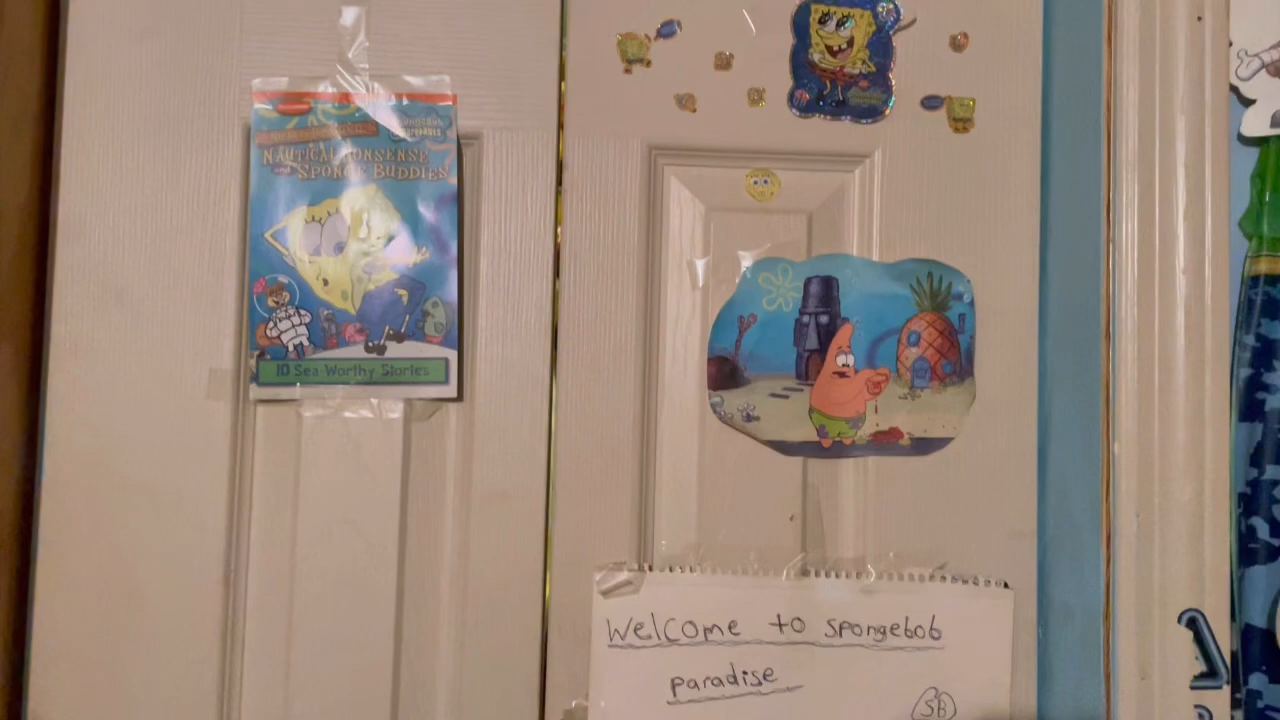 NAUTICAL NONSENSE
and SPONGE BUDDIES
10 Sea-Worthy Stories
Welcome to spongebob
paradise
SB